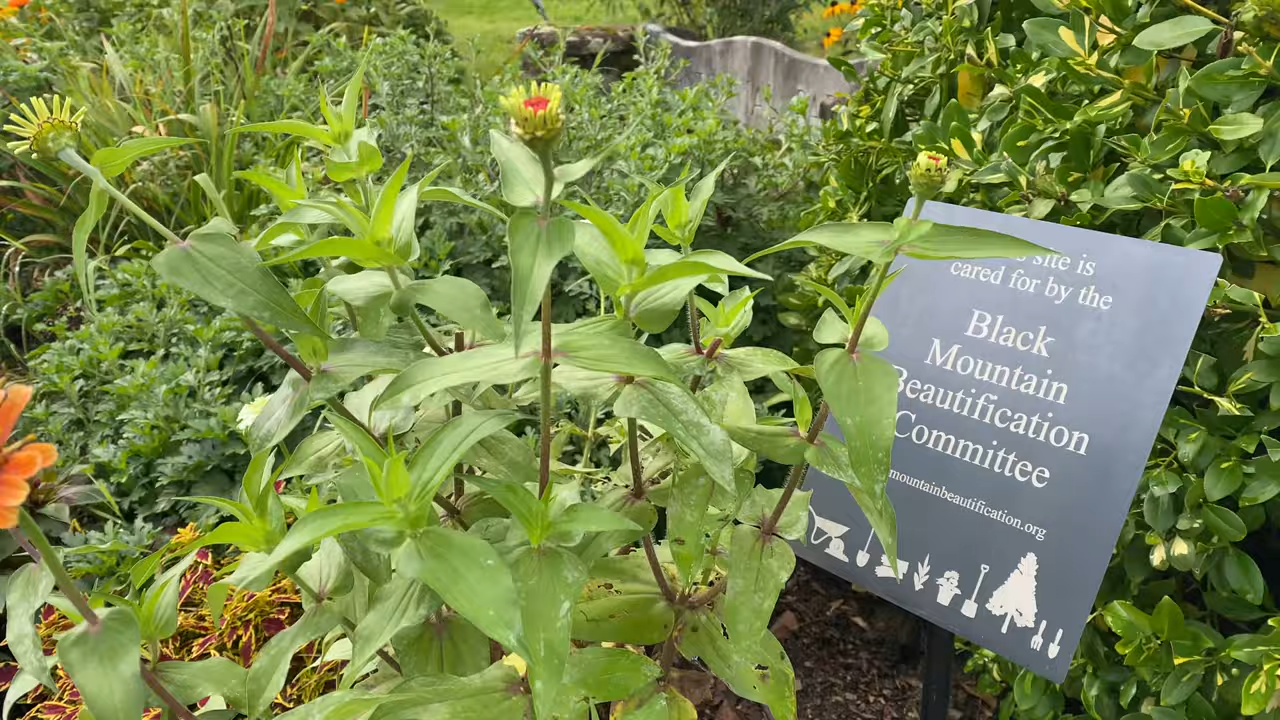 site is
cared for by the
Black
Mountain
Beautification
Committee
mountainbeautification.org